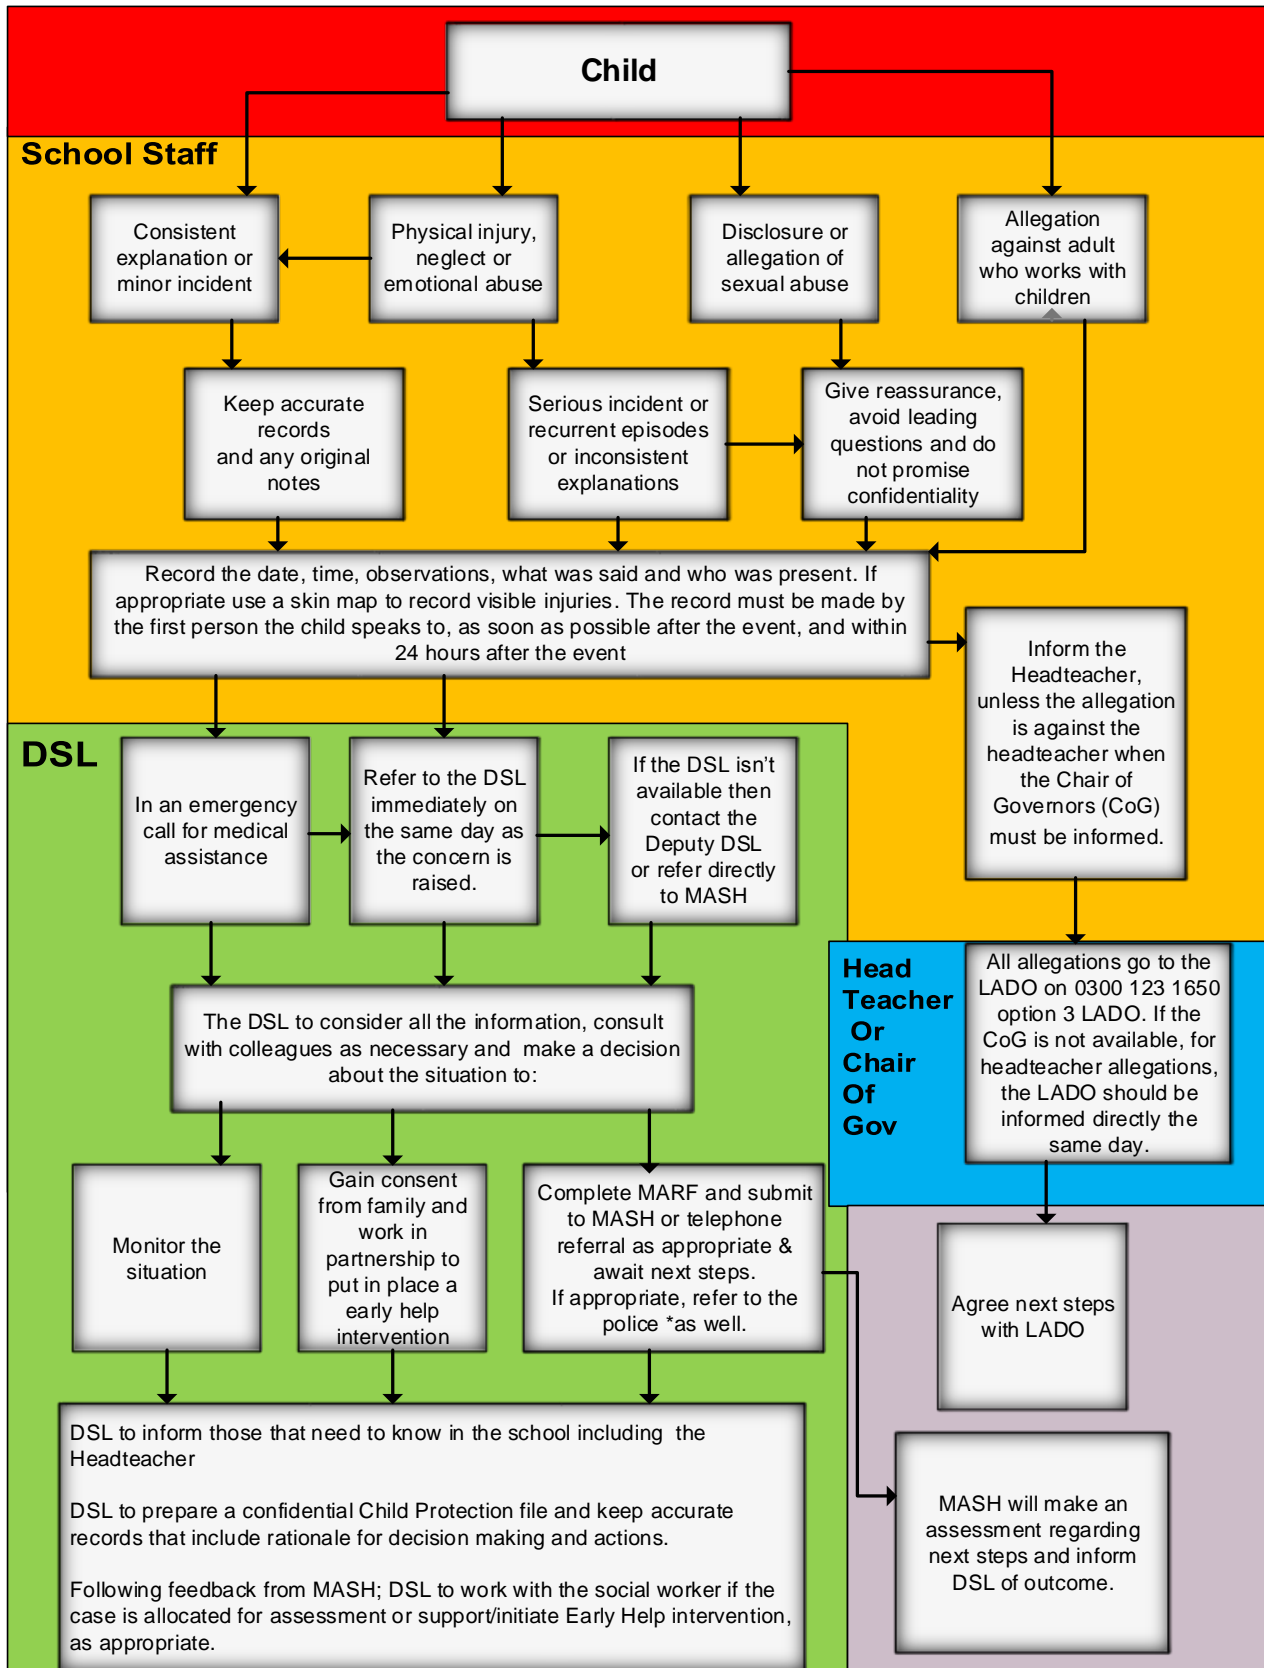 Child
School Staff
Consistent
explanation or
minor incident
Physical injury,
neglect or
emotional abuse
Disclosure or
allegation of
sexual abuse
Allegation
against adult
who works with
children
Keep accurate
records
and any original
notes
Serious incident or
recurrent episodes
or inconsistent
explanations
Give reassurance,
avoid leading
questions and do
not promise
confidentiality
Record the date, time, observations, what was said and who was present. If
appropriate use a skin map to record visible injuries. The record must be made by
the first person the child speaks to, as soon as possible after the event, and within
24 hours after the event
Inform the
Headteacher,
unless the allegation
is against the
headteacher when
the Chair of
Governors (CoG)
must be informed.
DSL
In an emergency
call for medical
assistance
Refer to the DSL
immediately on
the same day as
the concern is
raised.
If the DSL isn't
available then
contact the
Deputy DSL
or refer directly
to MASH
Head
Teacher
Or
Chair
Of
Gov
All allegations go to the
LADO on 0300 123 1650
option 3 LADO. If the
CoG is not available, for
headteacher allegations,
the LADO should be
informed directly the
same day.
The DSL to consider all the information, consult
with colleagues as necessary and make a decision
about the situation to:
Monitor the
situation
Gain consent
from family and
work in
partnership to
put in place a
early help
intervention
Complete MARF and submit
to MASH or telephone
referral as appropriate &
await next steps.
If appropriate, refer to the
police *as well.
Agree next steps
with LADO
DSL to inform those that need to know in the school including the
Headteacher
DSL to prepare a confidential Child Protection file and keep accurate
records that include rationale for decision making and actions.
Following feedback from MASH; DSL to work with the social worker if the
case is allocated for assessment or support/initiate Early Help intervention,
as appropriate.
MASH will make an
assessment regarding
next steps and inform
DSL of outcome.